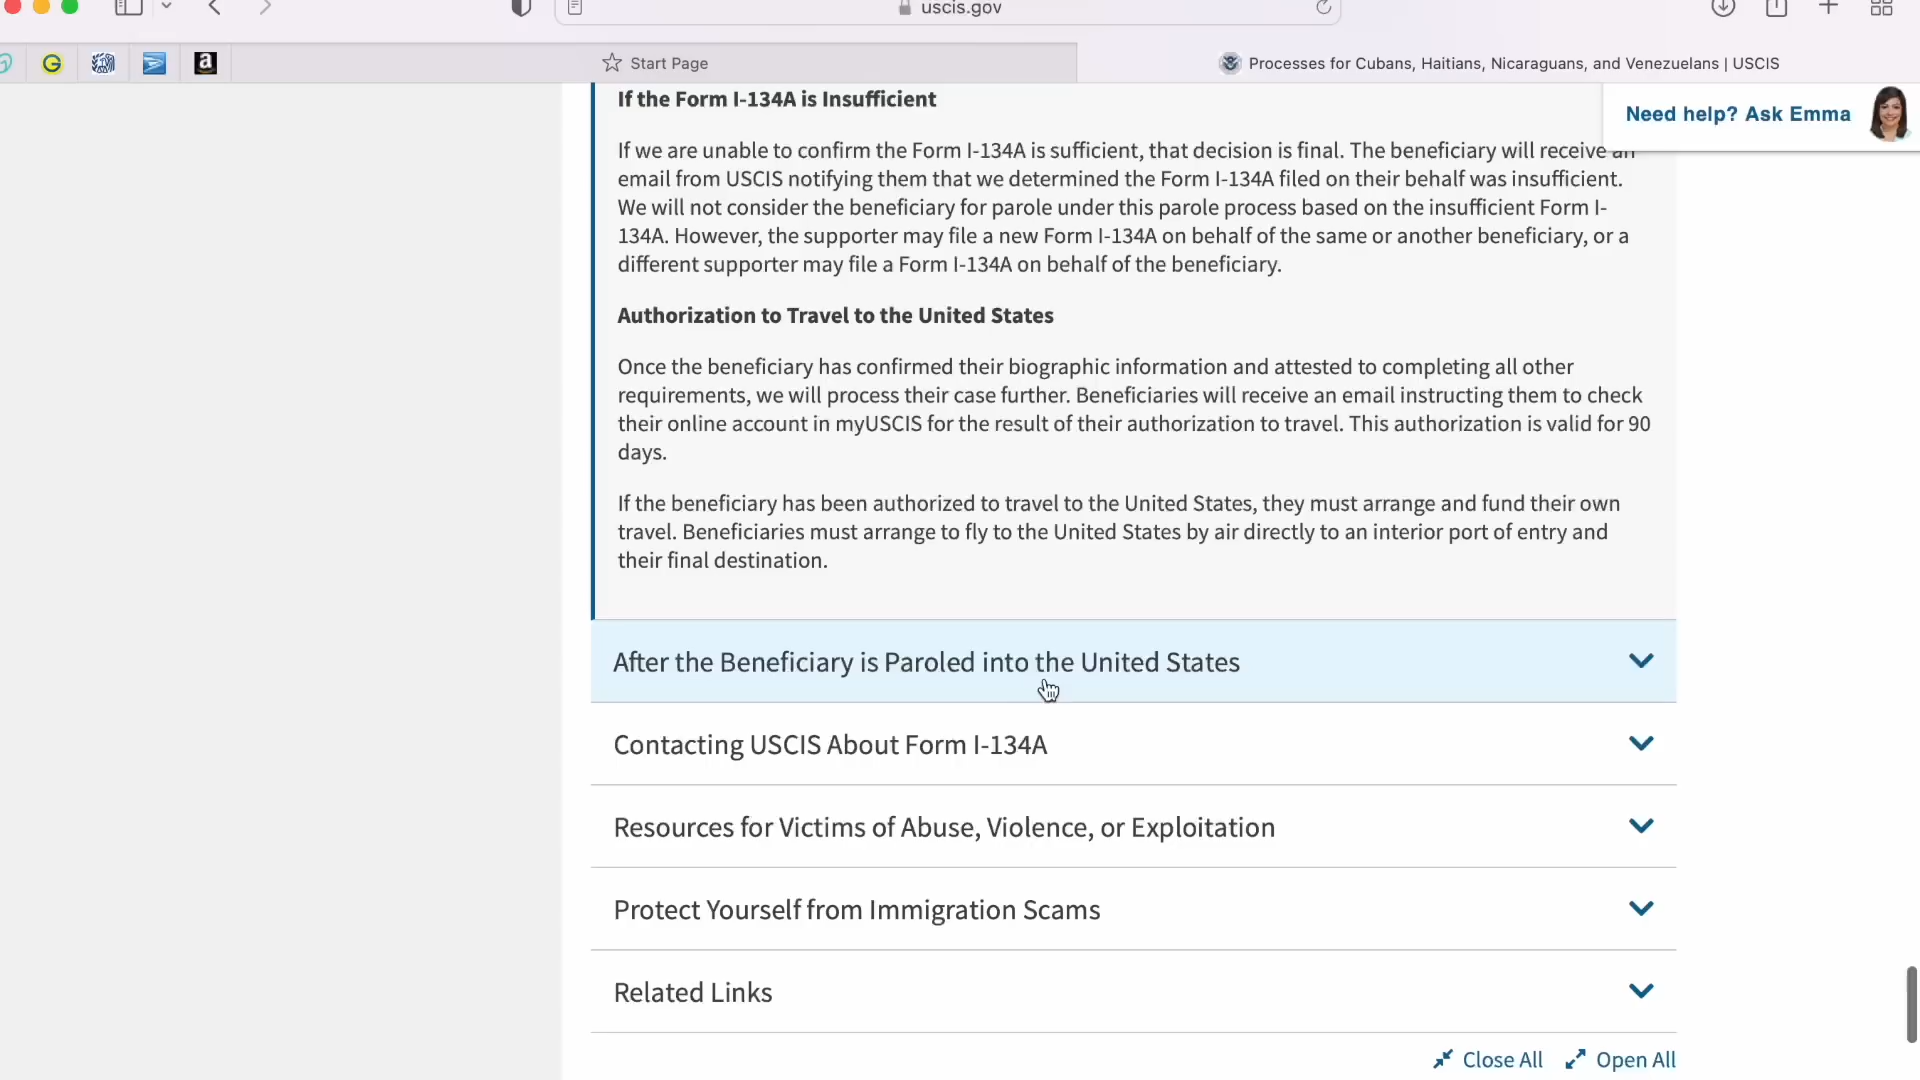 uscis.gov
G
a
Start Page
Processes for Cubans, Haitians, Nicaraguans, and Venezuelans | USCIS
Need help? Ask Emma
If the Form I-134A is Insufficient
If we are unable to confirm the Form I-134A is sufficient, that decision is final. The beneficiary will receive an
email from USCIS notifying them that we determined the Form I-134A filed on their behalf was insufficient.
We will not consider the beneficiary for parole under this parole process based on the insufficient Form I-
134A. However, the supporter may file a new Form I-134A on behalf of the same or another beneficiary, or a
different supporter may file a Form I-134A on behalf of the beneficiary.
Authorization to Travel to the United States
Once the beneficiary has confirmed their biographic information and attested to completing all other
requirements, we will process their case further. Beneficiaries will receive an email instructing them to check
their online account in myUSCIS for the result of their authorization to travel. This authorization is valid for 90
days.
If the beneficiary has been authorized to travel to the United States, they must arrange and fund their own
travel. Beneficiaries must arrange to fly to the United States by air directly to an interior port of entry and
their final destination.
After the Beneficiary is Paroled into the United States
Contacting USCIS About Form I-134A
Resources for Victims of Abuse, Violence, or Exploitation
Protect Yourself from Immigration Scams
Related Links
Close All
Open All